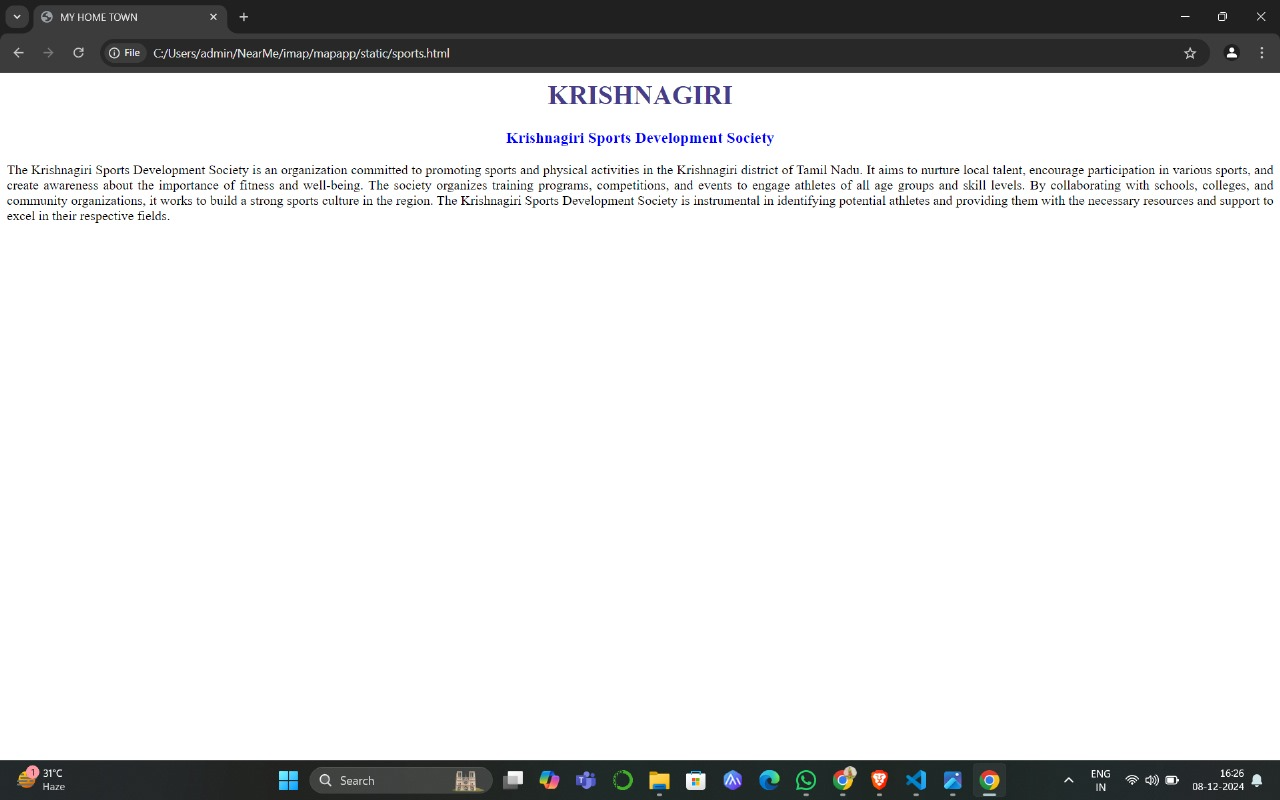 MY HOME TOWN
File
C:/Users/admin/NearMe/imap/mapapp/static/sports.html
KRISHNAGIRI
Krishnagiri Sports Development Society
The Krishnagiri Sports Development Society is an organization committed to promoting sports and physical activities in the Krishnagiri district of Tamil Nadu. It aims to nurture local talent, encourage participation in various sports, and
create awareness about the importance of fitness and well-being. The society organizes training programs, competitions, and events to engage athletes of all age groups and skill levels. By collaborating with schools, colleges, and
community organizations, it works to build a strong sports culture in the region. The Krishnagiri Sports Development Society is instrumental in identifying potential athletes and providing them with the necessary resources and support to
excel in their respective fields.
1
31°C
Haze
Search
ENG
IN
16:26
08-12-2024